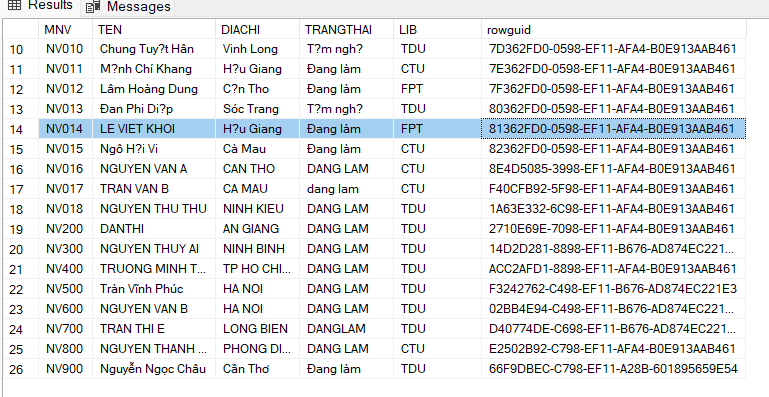 Results Messages
MNV TEN DIACHI TRANGTHAI LIB rowguid
10 NV010 Chung Tuy?t Hân Vinh Long T?m ngh? TDU 7D362FD0-0598-EF11-AFA4-B0E913AAB461
11 NV011 M?nh Chí Khang H?u Giang Đang làm CTU 7E362FD0-0598-EF11-AFA4-B0E913AAB461
12 NV012 Lâm Hoàng Dung C?n Tho Đang làm FPT 7F362FD0-0598-EF11-AFA4-B0E913AAB461
13 NV013 Đan Phi Di?p Sóc Trang T?m ngh? TDU 80362FD0-0598-EF11-AFA4-B0E913AAB461
14 NV014 LE VIET KHOI H?u Giang Đang làm FPT 81362FD0-0598-EF11-AFA4-B0E913AAB461
15 NV015 Ngô H?i Vi Cà Mau Đang làm CTU 82362FD0-0598-EF11-AFA4-B0E913AAB461
16 NV016 NGUYEN VAN A CAN THO DANG LAM CTU 8E4D5085-3998-EF11-AFA4-B0E913AAB461
17 NV017 TRAN VAN B CA MAU dang lam CTU F40CFB92-5F98-EF11-AFA4-B0E913AAB461
18 NV018 NGUYEN THU THU NINH KIEU DANG LAM TDU 1A63E332-6C98-EF11-AFA4-B0E913AAB461
19 NV200 DANTHI AN GIANG DANG LAM TDU 2710E69E-7098-EF11-AFA4-B0E913AAB461
20 NV300 NGUYEN THUY AI NINH BINH DANG LAM TDU 14D2D281-8898-EF11-B676-AD874EC221...
21 NV400 TRUONG MINH T... TP HO CHI... DANG LAM TDU ACC2AFD1-8898-EF11-B676-AD874EC221...
22 NV500 Trần Vĩnh Phúc HA NOI DANG LAM TDU F3242762-C498-EF11-B676-AD874EC221E3
23 NV600 NGUYEN VAN B HA NOI DANG LAM TDU 02BB4E94-C498-EF11-B676-AD874EC221...
24 NV700 TRAN THI E LONG BIEN DANGLAM TDU D40774DE-C698-EF11-B676-AD874EC221...
25 NV800 NGUYEN THANH ... PHONG DI... DANG LAM CTU E2502B92-C798-EF11-AFA4-B0E913AAB461
26 NV900 Nguyễn Ngọc Châu Cần Thơ Đang làm TDU 66F9DBEC-C798-EF11-A28B-601895659E54